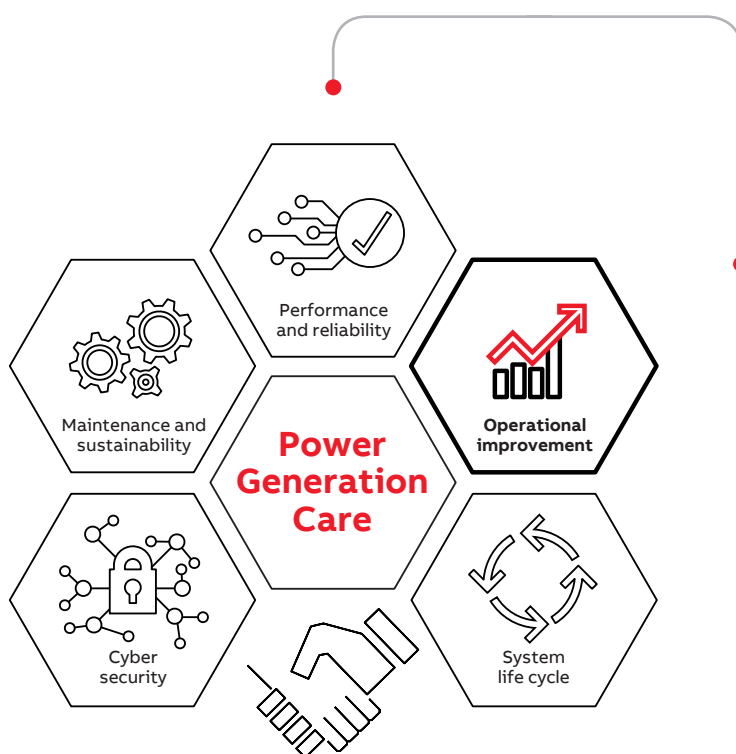 Performance
and reliability
Maintenance and
sustainability
Operational
improvement
Power
Generation
Care
Cyber
security
System
life cycle